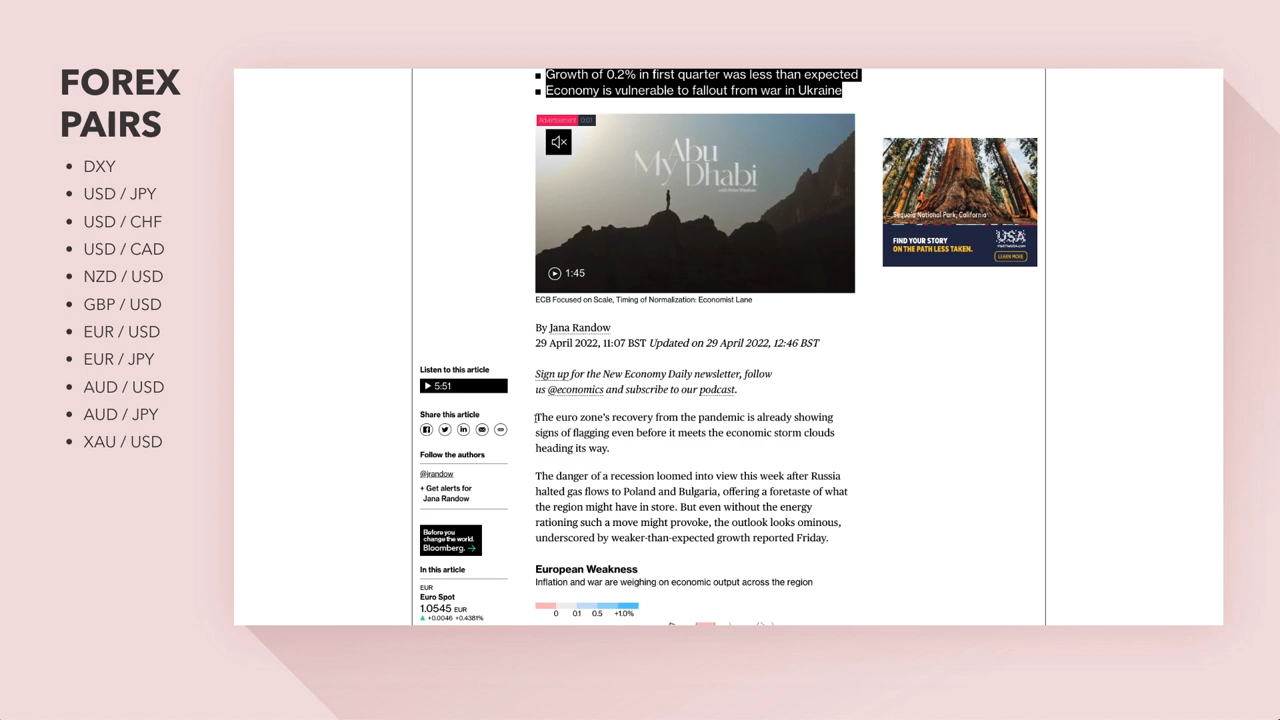 FOREX
PAIRS
DXY
USD / JPY
USD / CHF
USD / CAD
NZD / USD
GBP / USD
EUR / USD
EUR / JPY
AUD / USD
AUD / JPY
XAU / USD
Growth of 0.2% in first quarter was less than expected
Economy is vulnerable to fallout from war in Ukraine
Advertisement 0:01
My Abu Dhabi
1:45
ECB Focused on Scale, Timing of Normalization: Economist Lane
By Jana Randow
29 April 2022, 11:07 BST Updated on 29 April 2022, 12:46 BST
Sign up for the New Economy Daily newsletter, follow
us @economics and subscribe to our podcast.
The euro zone's recovery from the pandemic is already showing
signs of flagging even before it meets the economic storm clouds
heading its way.
The danger of a recession loomed into view this week after Russia
halted gas flows to Poland and Bulgaria, offering a foretaste of what
the region might have in store. But even without the energy
rationing such a move might provoke, the outlook looks ominous,
underscored by weaker-than-expected growth reported Friday.
European Weakness
Inflation and war are weighing on economic output across the region
0 0.1 0.5 +1.0%
Listen to this article
5:51
Share this article
Follow the authors
@jrandow
+ Get alerts for
Jana Randow
Before you
change the world.
Bloomberg. →
In this article
EUR
Euro Spot
1.0545 EUR
▲ +0.0046 +0.4381%
Sequoia National Park, California
FIND YOUR STORY
ON THE PATH LESS TAKEN.
USA
LEARN MORE